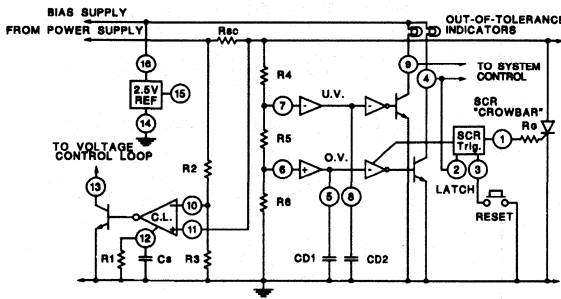 BIAS SUPPLY
FROM POWER SUPPLY
Rsc
OUT-OF-TOLERANCE
INDICATORS
16
2.5V
REF
15
14
R4
7
-
U.V.
-
9
4
TO SYSTEM
CONTROL
SCR
"CROWBAR"
RG
SCR
Trig.
1
2
3
LATCH
RESET
R5
6
+
O.V.
-
5
8
R6
CD1
CD2
TO VOLTAGE
CONTROL LOOP
13
R2
C.L.
-
10
+
11
12
R1
Cs
R3